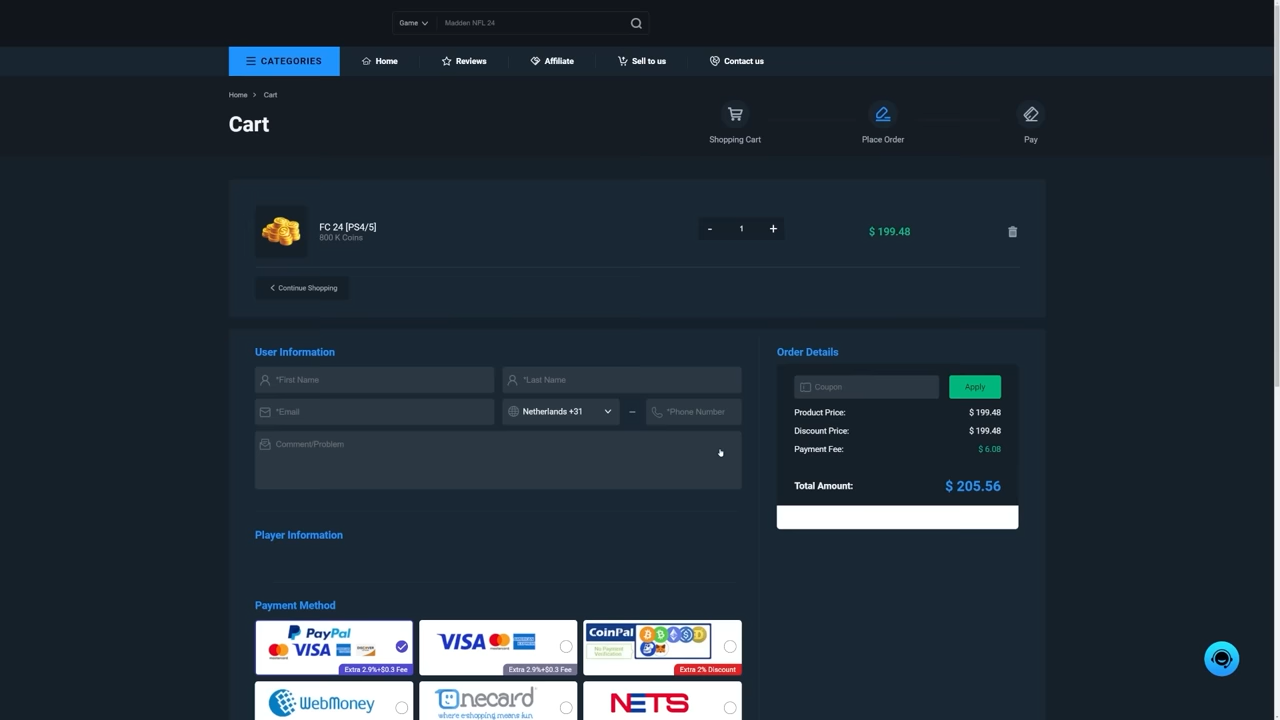 Game
Madden NFL 24
CATEGORIES
Home
Reviews
Affiliate
Sell to us
Contact us
Home > Cart
Cart
Shopping Cart
Place Order
Pay
FC 24 [PS4/5]
800 K Coins
- 1 +
$ 199.48
Continue Shopping
User Information
*First Name
*Last Name
*Email
Netherlands +31
*Phone Number
Comment/Problem
Order Details
Coupon
Apply
Product Price: $ 199.48
Discount Price: $ 199.48
Payment Fee: $ 6.08
Total Amount: $ 205.56
Player Information
Payment Method
PayPal
VISA
Extra 2.9%+$0.3 Fee
VISA
Extra 2.9%+$0.3 Fee
CoinPal
No Payment
Verification
Extra 2% Discount
WebMoney
onecard
where eshopping means fun
NETS